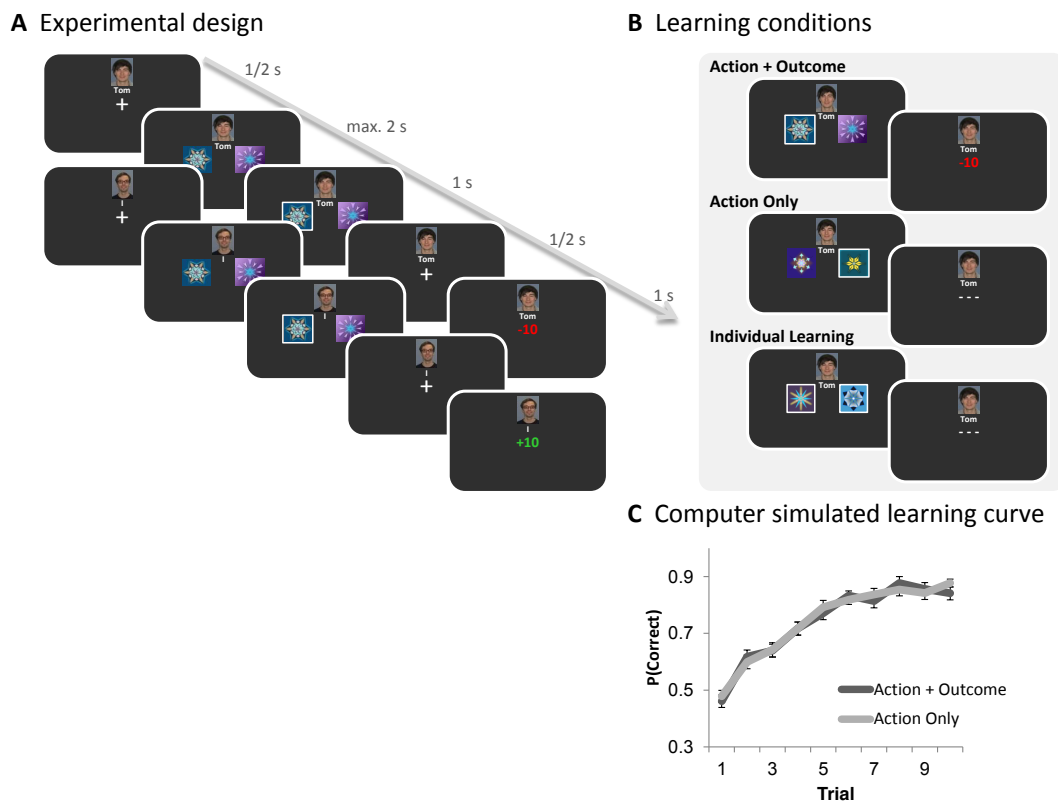 A Experimental design
Tom
+
1/2 s
Tom
max. 2 s
I
+
Tom
1 s
I
Tom
+
1/2 s
I
Tom
-10
1 s
I
+
I
+10
B Learning conditions
Action + Outcome
Tom
Tom
-10
Action Only
Tom
Tom
---
Individual Learning
Tom
Tom
---
C Computer simulated learning curve
P(Correct)
0.9
0.7
0.5
0.3
Action + Outcome
Action Only
1 3 5 7 9
Trial